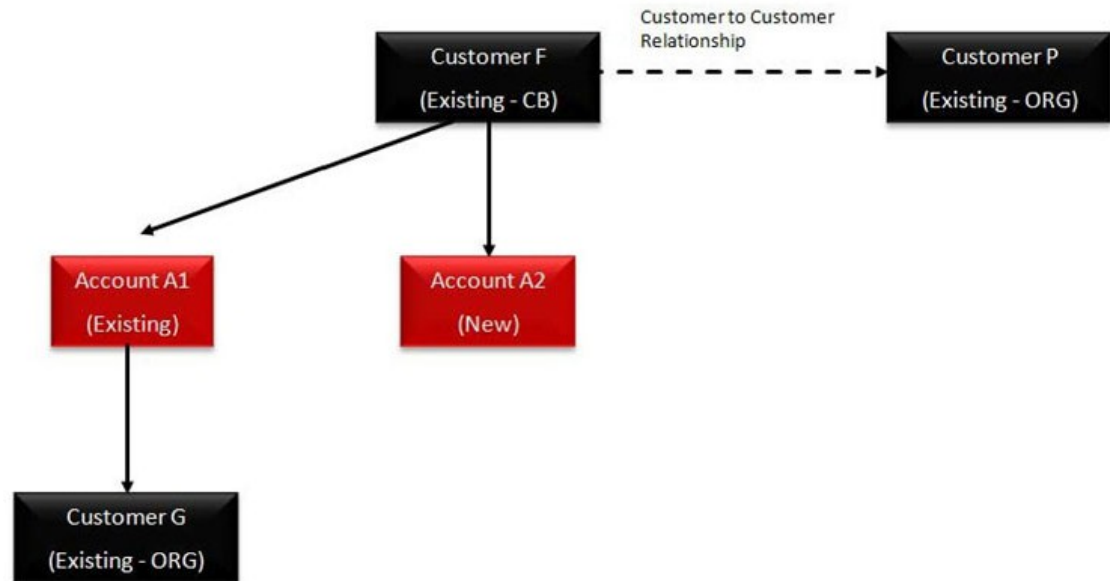 Customer to Customer
Relationship
Customer F
(Existing - CB)
Customer P
(Existing - ORG)
Account A1
(Existing)
Account A2
(New)
Customer G
(Existing - ORG)